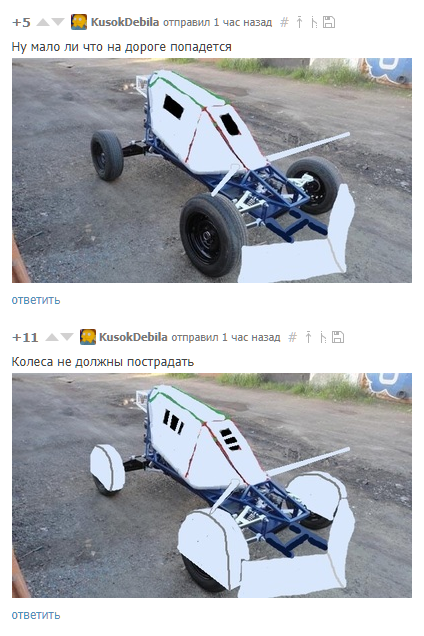 +5 KusokDebila отправил 1 час назад #
Ну мало ли что на дороге попадется
ответить
+11 KusokDebila отправил 1 час назад #
Колеса не должны пострадать
ответить